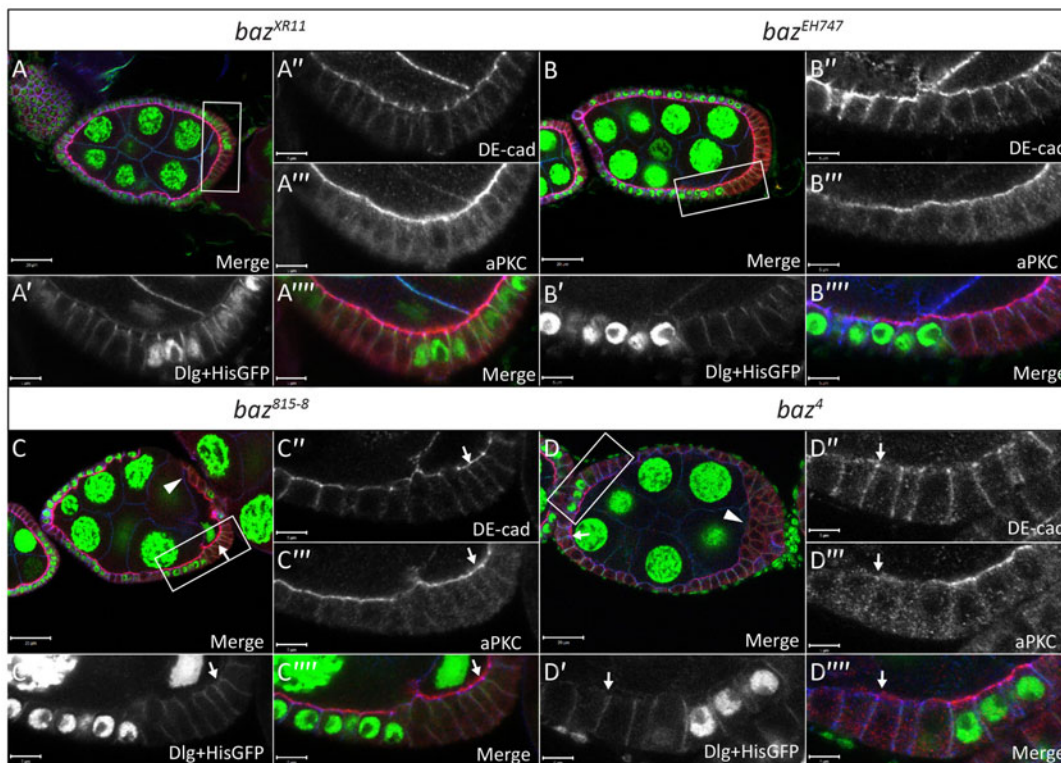 baz^XR11
baz^EH747
A
Merge
A''
DE-cad
A'''
aPKC
A'
Dlg+HisGFP
A''''
Merge
B
Merge
B''
DE-cad
B'''
aPKC
B'
Dlg+HisGFP
B''''
Merge
baz^815-8
baz^4
C
Merge
C''
DE-cad
C'''
aPKC
Dlg+HisGFP
C''''
Merge
D
Merge
D''
DE-cad
D'''
aPKC
D'
Dlg+HisGFP
D''''
Merge